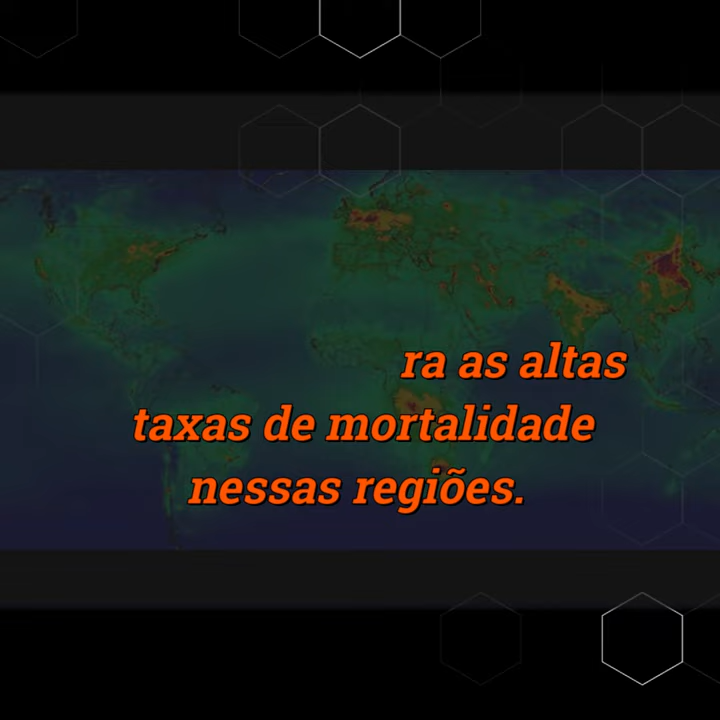 ra as altas
taxas de mortalidade
nessas regiões.